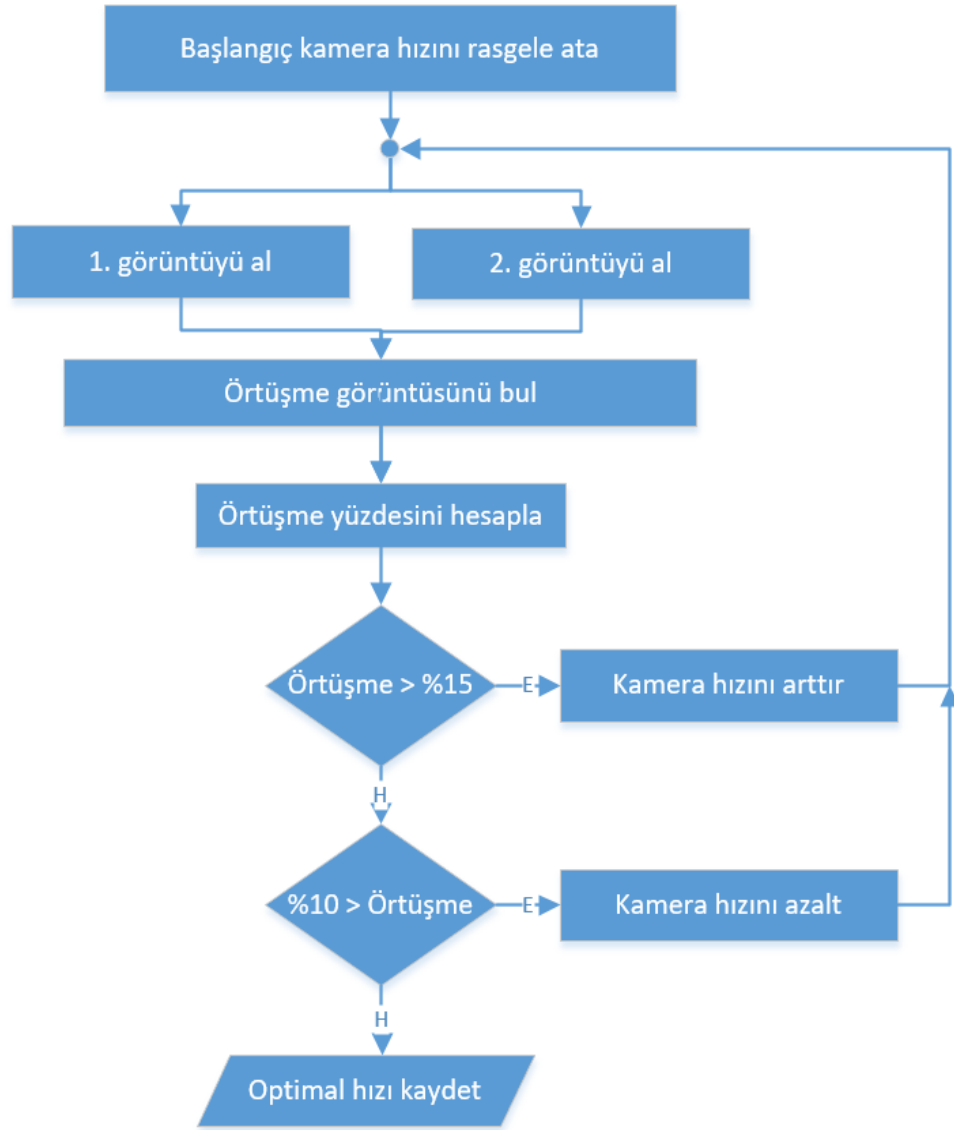 Başlangıç kamera hızını rasgele ata
1. görüntüyü al
2. görüntüyü al
Örtüşme görüntüsünü bul
Örtüşme yüzdesini hesapla
Örtüşme > %15
E
Kamera hızını arttır
H
%10 > Örtüşme
E
Kamera hızını azalt
H
Optimal hızı kaydet